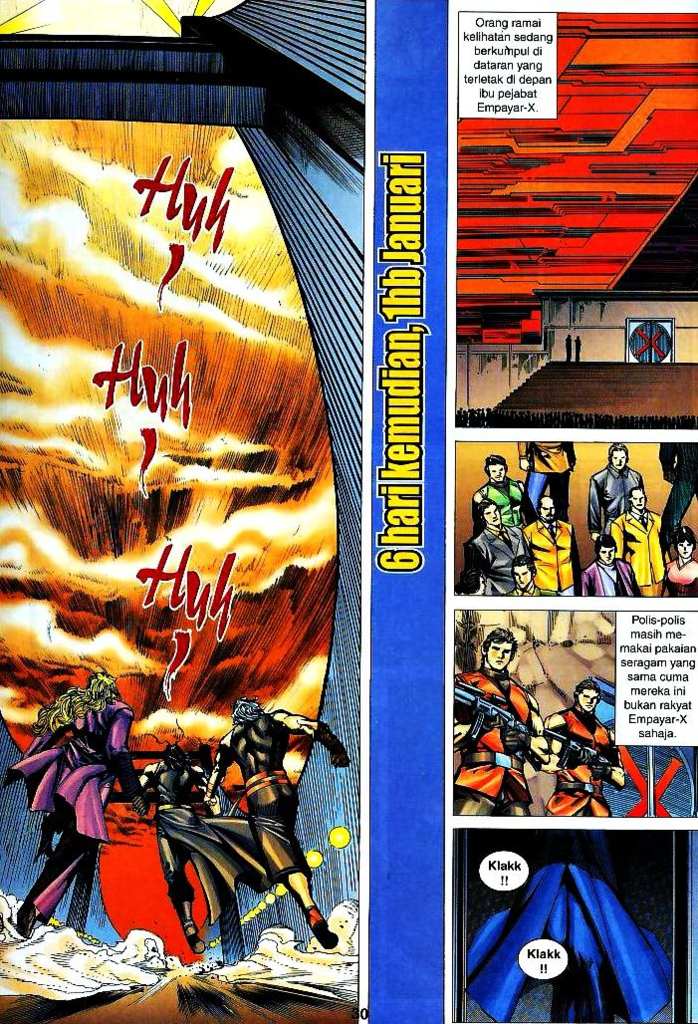 Huh,
Huh,
Huh,
6 hari kemudian, 1hb Januari
Orang ramai
kelihatan sedang
berkumpul di
dataran yang
terletak di depan
ibu pejabat
Empayar-X.
X
Polis-polis
masih me-
makai pakaian
seragam yang
sama cuma
mereka ini
bukan rakyat
Empayar-X
sahaja.
X
Klakk
!!
Klakk
!!
30